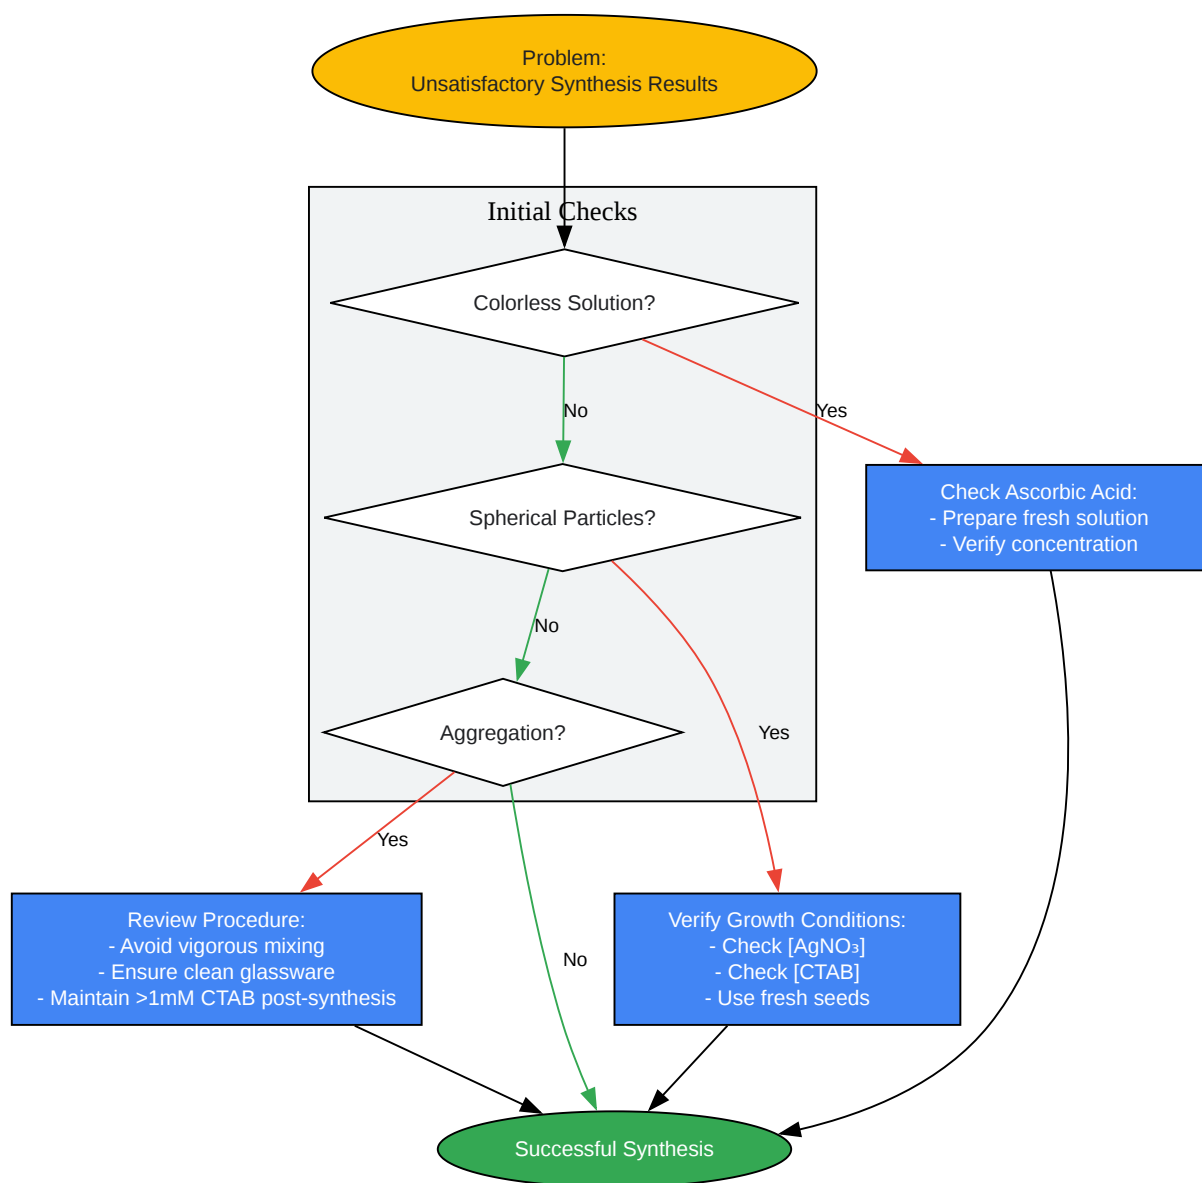 Problem:
Unsatisfactory Synthesis Results
Initial Checks
Colorless Solution?
No
Yes
Spherical Particles?
Check Ascorbic Acid:
- Prepare fresh solution
- Verify concentration
No
Aggregation?
Yes
Yes
Review Procedure:
- Avoid vigorous mixing
- Ensure clean glassware
- Maintain >1mM CTAB post-synthesis
No
Verify Growth Conditions:
- Check [AgNO₃]
- Check [CTAB]
- Use fresh seeds
Successful Synthesis